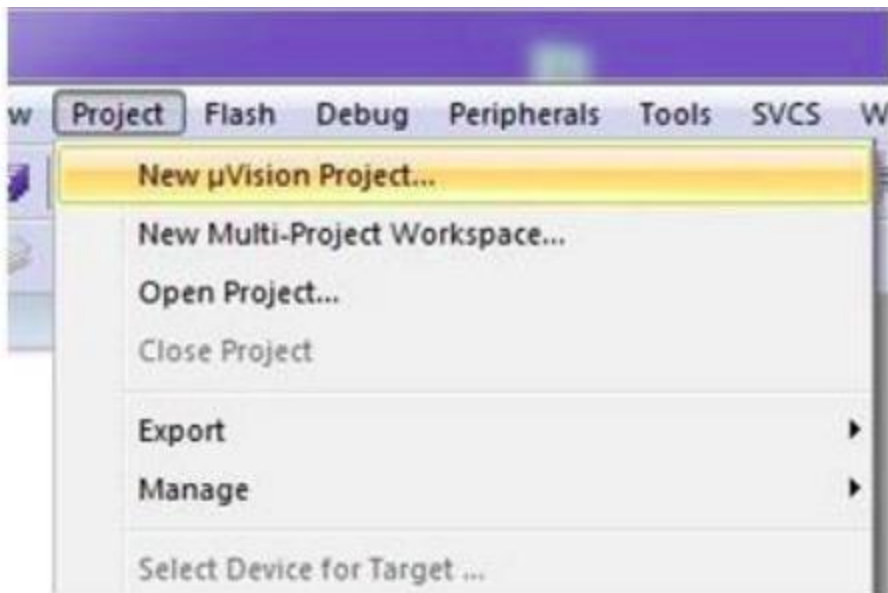 Project Flash Debug Peripherals Tools SVCS
New µVision Project...
New Multi-Project Workspace...
Open Project...
Close Project
Export
Manage
Select Device for Target ...